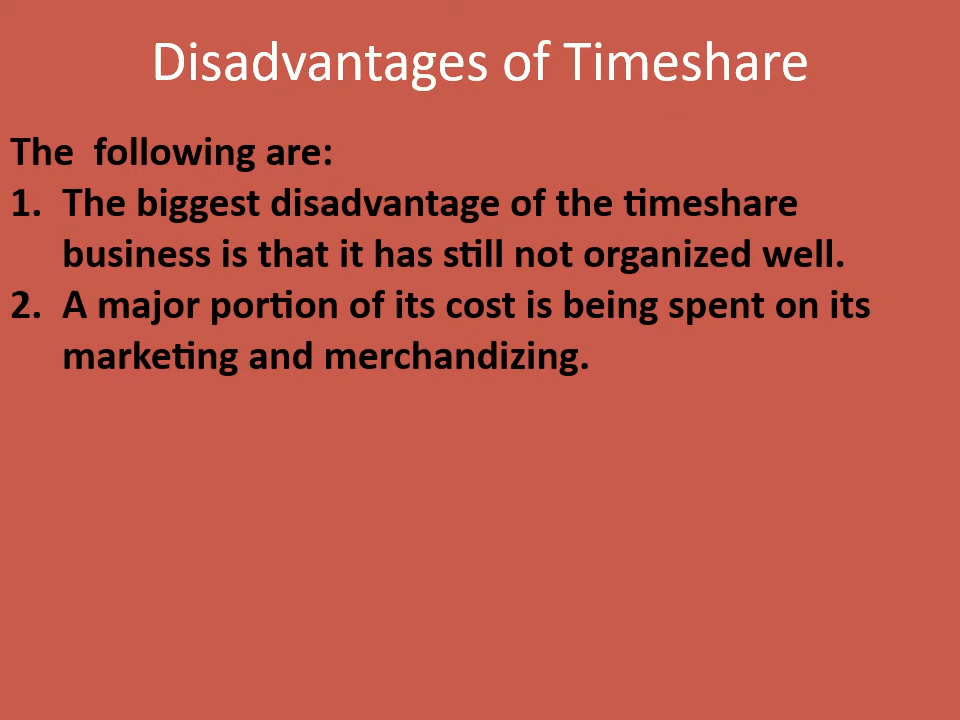 Disadvantages of Timeshare
The  following are:
1. The biggest disadvantage of the timeshare
business is that it has still not organized well.
2. A major portion of its cost is being spent on its
marketing and merchandizing.